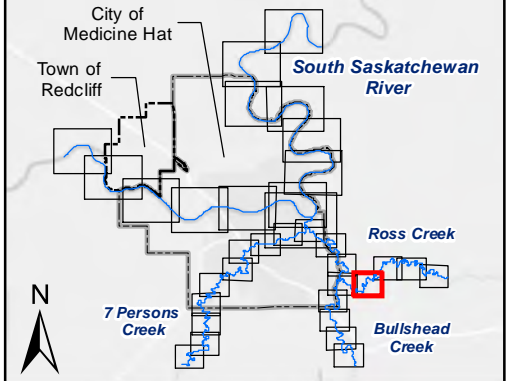 City of
Medicine Hat
Town of
Redcliff
South Saskatchewan
River
Ross Creek
N
7 Persons
Creek
Bullshead
Creek